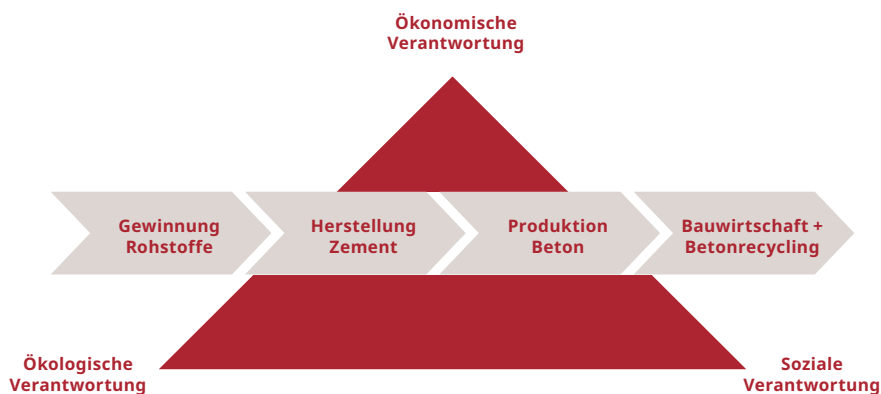 Ökonomische
Verantwortung
Gewinnung
Rohstoffe
Herstellung
Zement
Produktion
Beton
Bauwirtschaft +
Betonrecycling
Ökologische
Verantwortung
Soziale
Verantwortung